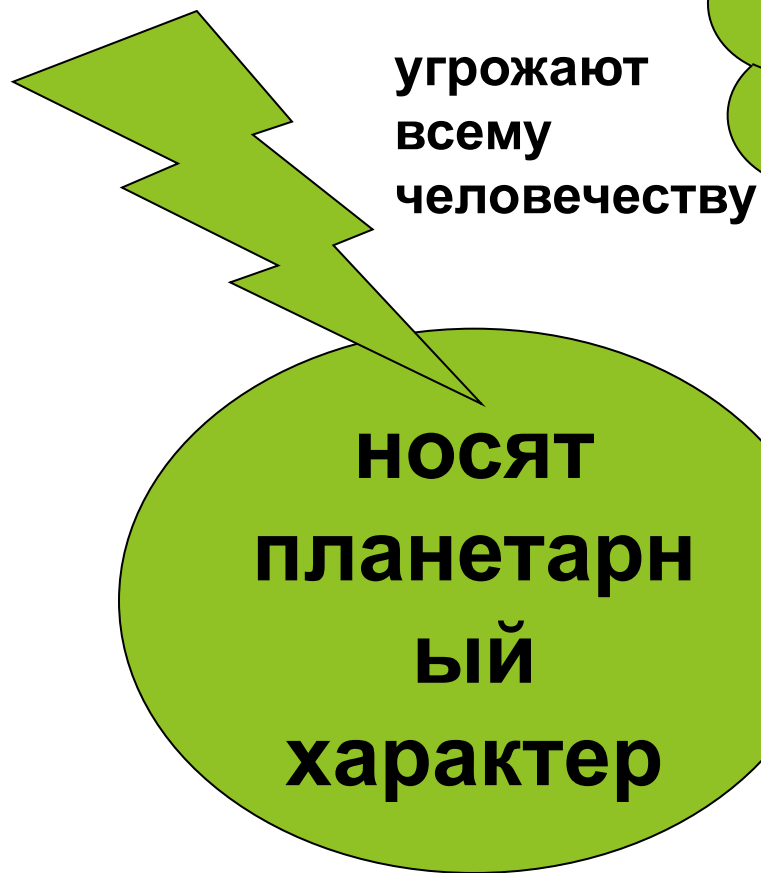 угрожают
всему
человечеству
носят
планетарн
ый
характер